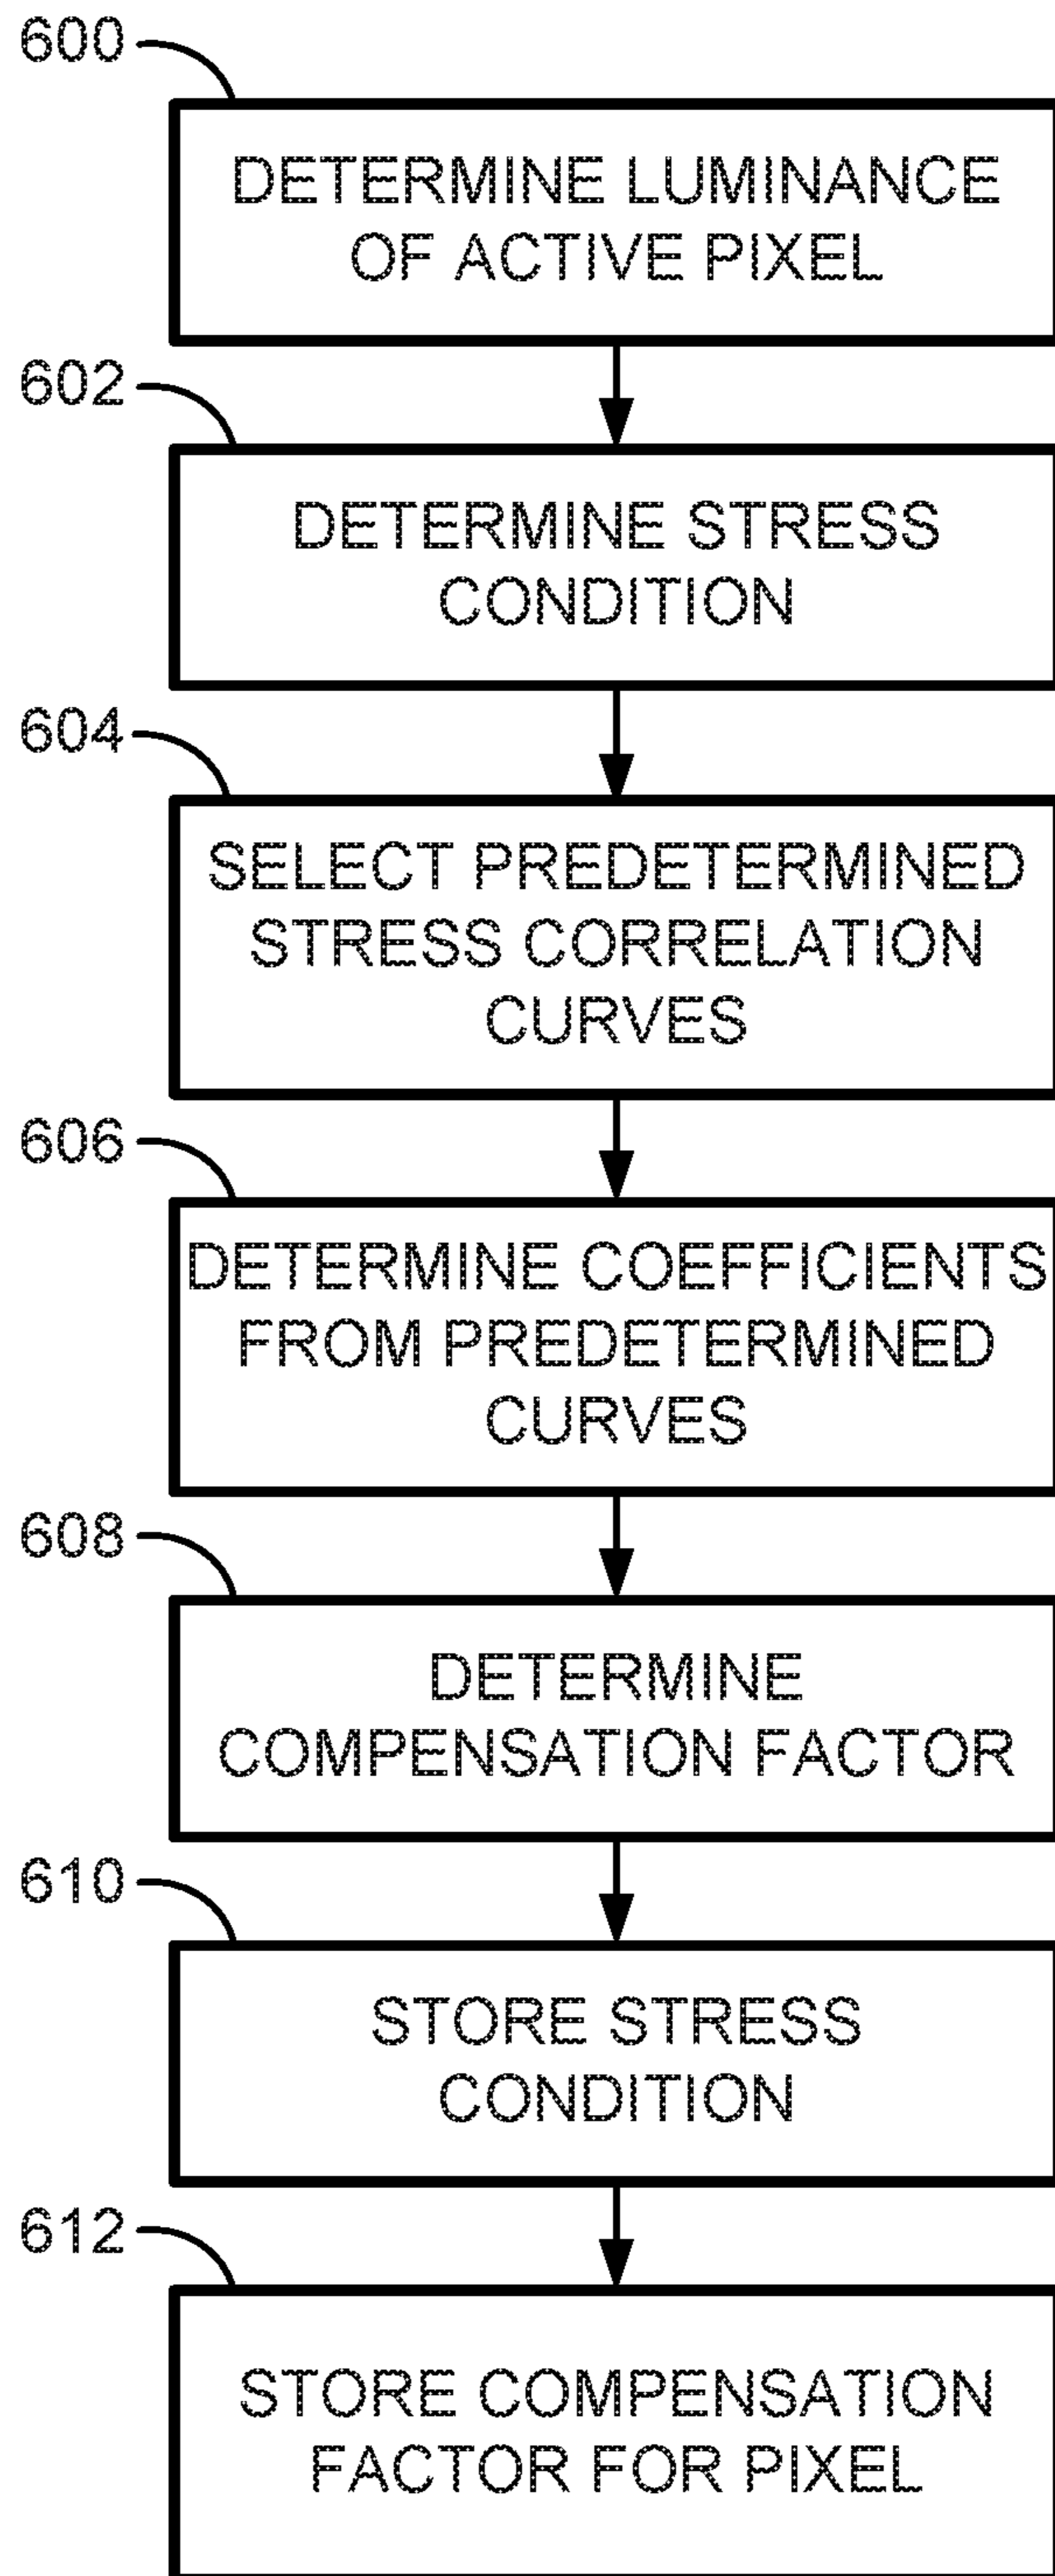 600
DETERMINE LUMINANCE
OF ACTIVE PIXEL
602
DETERMINE STRESS
CONDITION
604
SELECT PREDETERMINED
STRESS CORRELATION
CURVES
606
DETERMINE COEFFICIENTS
FROM PREDETERMINED
CURVES
608
DETERMINE
COMPENSATION FACTOR
610
STORE STRESS
CONDITION
612
STORE COMPENSATION
FACTOR FOR PIXEL